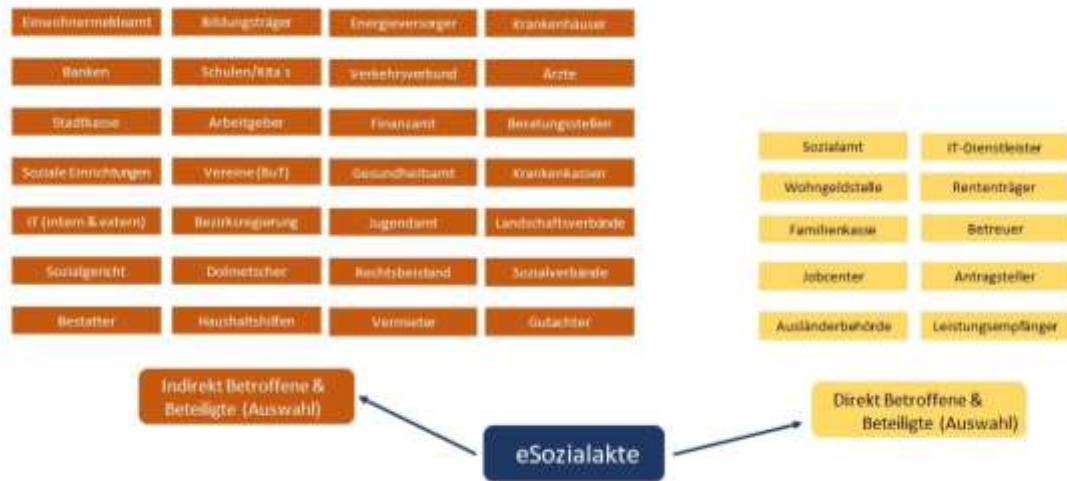 Einwohnermeldeamt
Bildungsträger
Energieversorger
Krankenhäuser
Banken
Schulen/Kita´s
Verkehrsverbund
Ärzte
Stadtkasse
Arbeitgeber
Finanzamt
Beratungsstellen
Soziale Einrichtungen
Vereine (BuT)
Gesundheitsamt
Krankenkassen
IT (intern & extern)
Bezirksregierung
Jugendamt
Landschaftsverbände
Sozialgericht
Dolmetscher
Rechtsbeistand
Sozialverbände
Bestatter
Haushaltshilfen
Vermieter
Gutachter
Sozialamt
IT-Dienstleister
Wohngeldstelle
Rententräger
Familienkasse
Betreuer
Jobcenter
Antragsteller
Ausländerbehörde
Leistungsempfänger
Indirekt Betroffene &
Beteiligte (Auswahl)
Direkt Betroffene &
Beteiligte (Auswahl)
eSozialakte